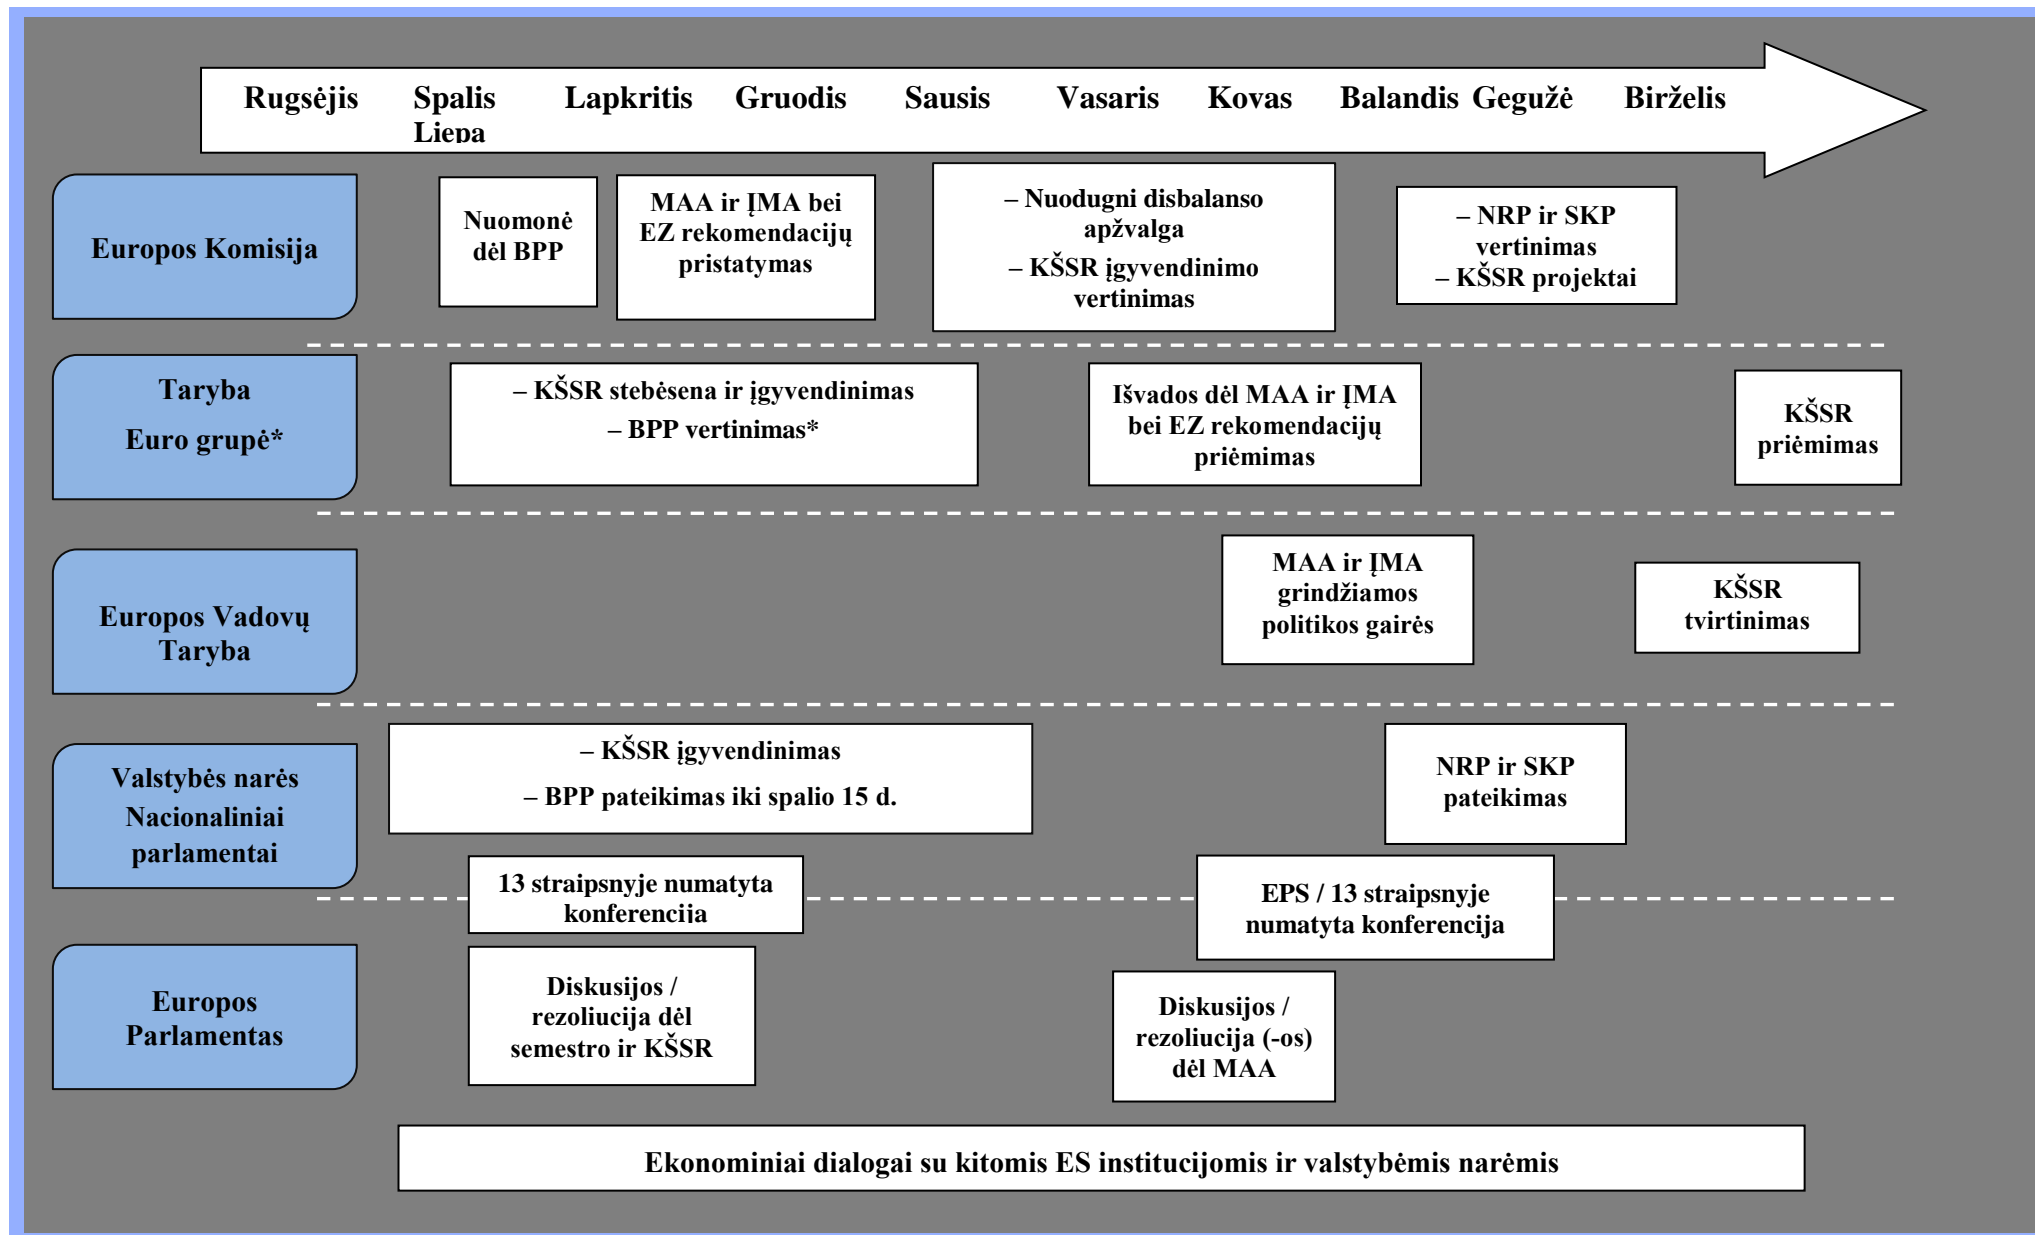 Rugsėjis Spalis Lapkritis Gruodis Sausis Vasaris Kovas Balandis Gegužė Birželis
Liepa
Europos Komisija
Nuomonė
dėl BPP
MAA ir ĮMA bei
EZ rekomendacijų
pristatymas
– Nuodugni disbalanso
apžvalga
– KŠSR įgyvendinimo
vertinimas
– NRP ir SKP
vertinimas
– KŠSR projektai
Taryba
Euro grupė*
– KŠSR stebėsena ir įgyvendinimas
– BPP vertinimas*
Išvados dėl MAA ir ĮMA
bei EZ rekomendacijų
priėmimas
KŠSR
priėmimas
Europos Vadovų
Taryba
MAA ir ĮMA
grindžiamos
politikos gairės
KŠSR
tvirtinimas
Valstybės narės
Nacionaliniai
parlamentai
– KŠSR įgyvendinimas
– BPP pateikimas iki spalio 15 d.
NRP ir SKP
pateikimas
13 straipsnyje numatyta
konferencija
EPS / 13 straipsnyje
numatyta konferencija
Europos
Parlamentas
Diskusijos /
rezoliucija dėl
semestro ir KŠSR
Diskusijos /
rezoliucija (-os)
dėl MAA
Ekonominiai dialogai su kitomis ES institucijomis ir valstybėmis narėmis